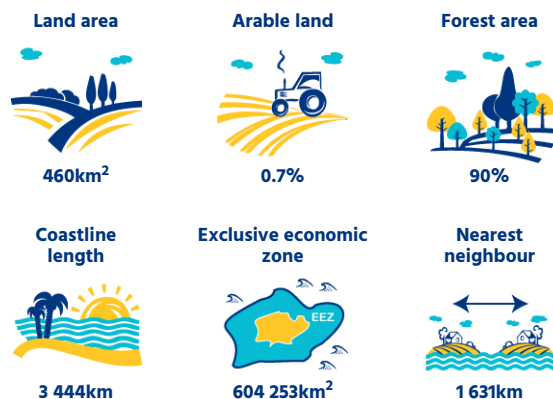 Land area
Arable land
Forest area
460km²
0.7%
90%
Coastline
length
Exclusive economic
zone
Nearest
neighbour
EEZ
3 444km
604 253km²
1 631km